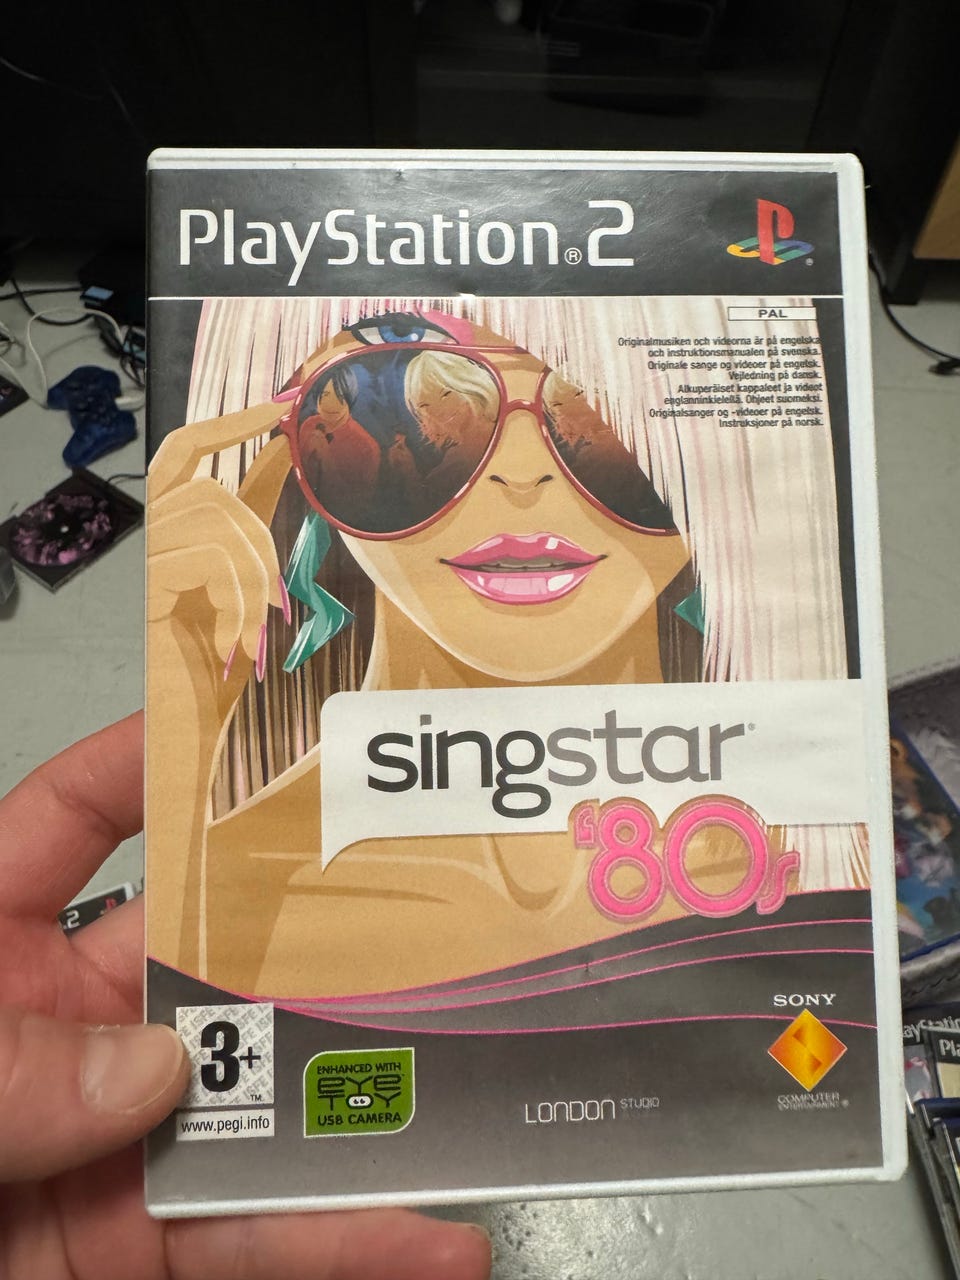 PlayStation®2
PAL
Originalmusiken och videorna är på engelska
och instruktionsmanualen på svenska.
Originale sange og videoer på engelsk.
Vejledning på dansk.
Alkuperäiset kappaleet ja videot
englanninkielellä. Ohjeet suomeksi.
Originalsanger og -videoer på engelsk.
Instruksjoner på norsk.
singstar®
'80s
SONY
3+
TM
www.pegi.info
ENHANCED WITH
EYE
TOY
USB CAMERA
LONDON STUDIO
COMPUTER
ENTERTAINMENT®
.2